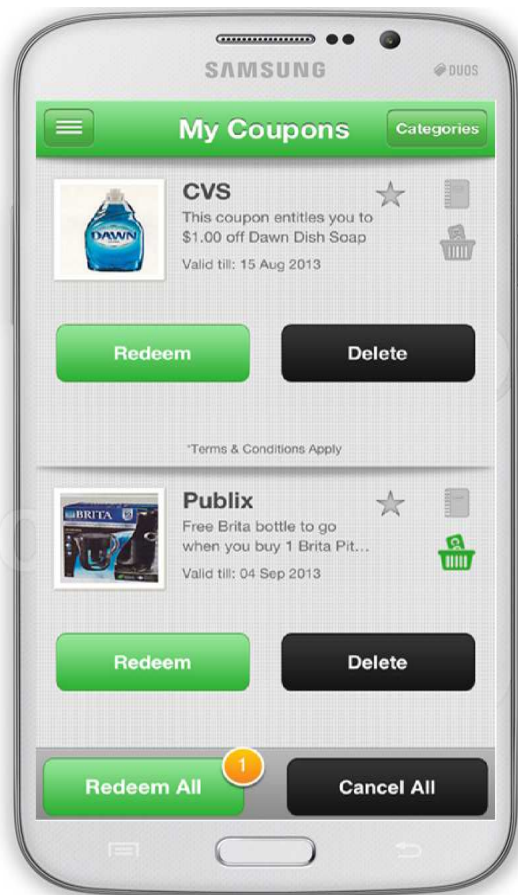 SAMSUNG
DUOS
My Coupons
Categories
CVS
This coupon entitles you to
$1.00 off Dawn Dish Soap
Valid till: 15 Aug 2013
DAWN
Redeem
Delete
*Terms & Conditions Apply
Publix
Free Brita bottle to go
when you buy 1 Brita Pit...
Valid till: 04 Sep 2013
BRITA
Redeem
Delete
Redeem All
1
Cancel All